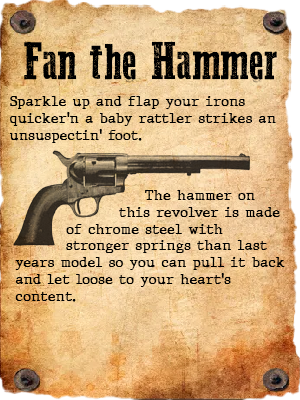 Fan the Hammer
Sparkle up and flap your irons
quicker'n a baby rattler strikes an
unsuspectin' foot.
The hammer on
this revolver is made
of chrome steel with
stronger springs than last
years model so you can pull it back
and let loose to your heart's
content.